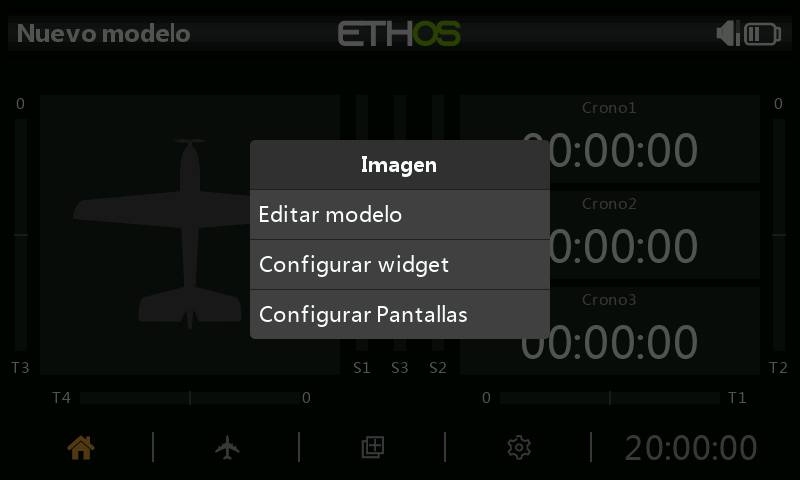 Nuevo modelo
ETHOS
0
0
Crono1
00:00:00
Imagen
Editar modelo
Configurar widget
Configurar Pantallas
Crono2
00:00:00
Crono3
00:00:00
T3
S1
S3
S2
T2
T4
0
0
T1
20:00:00